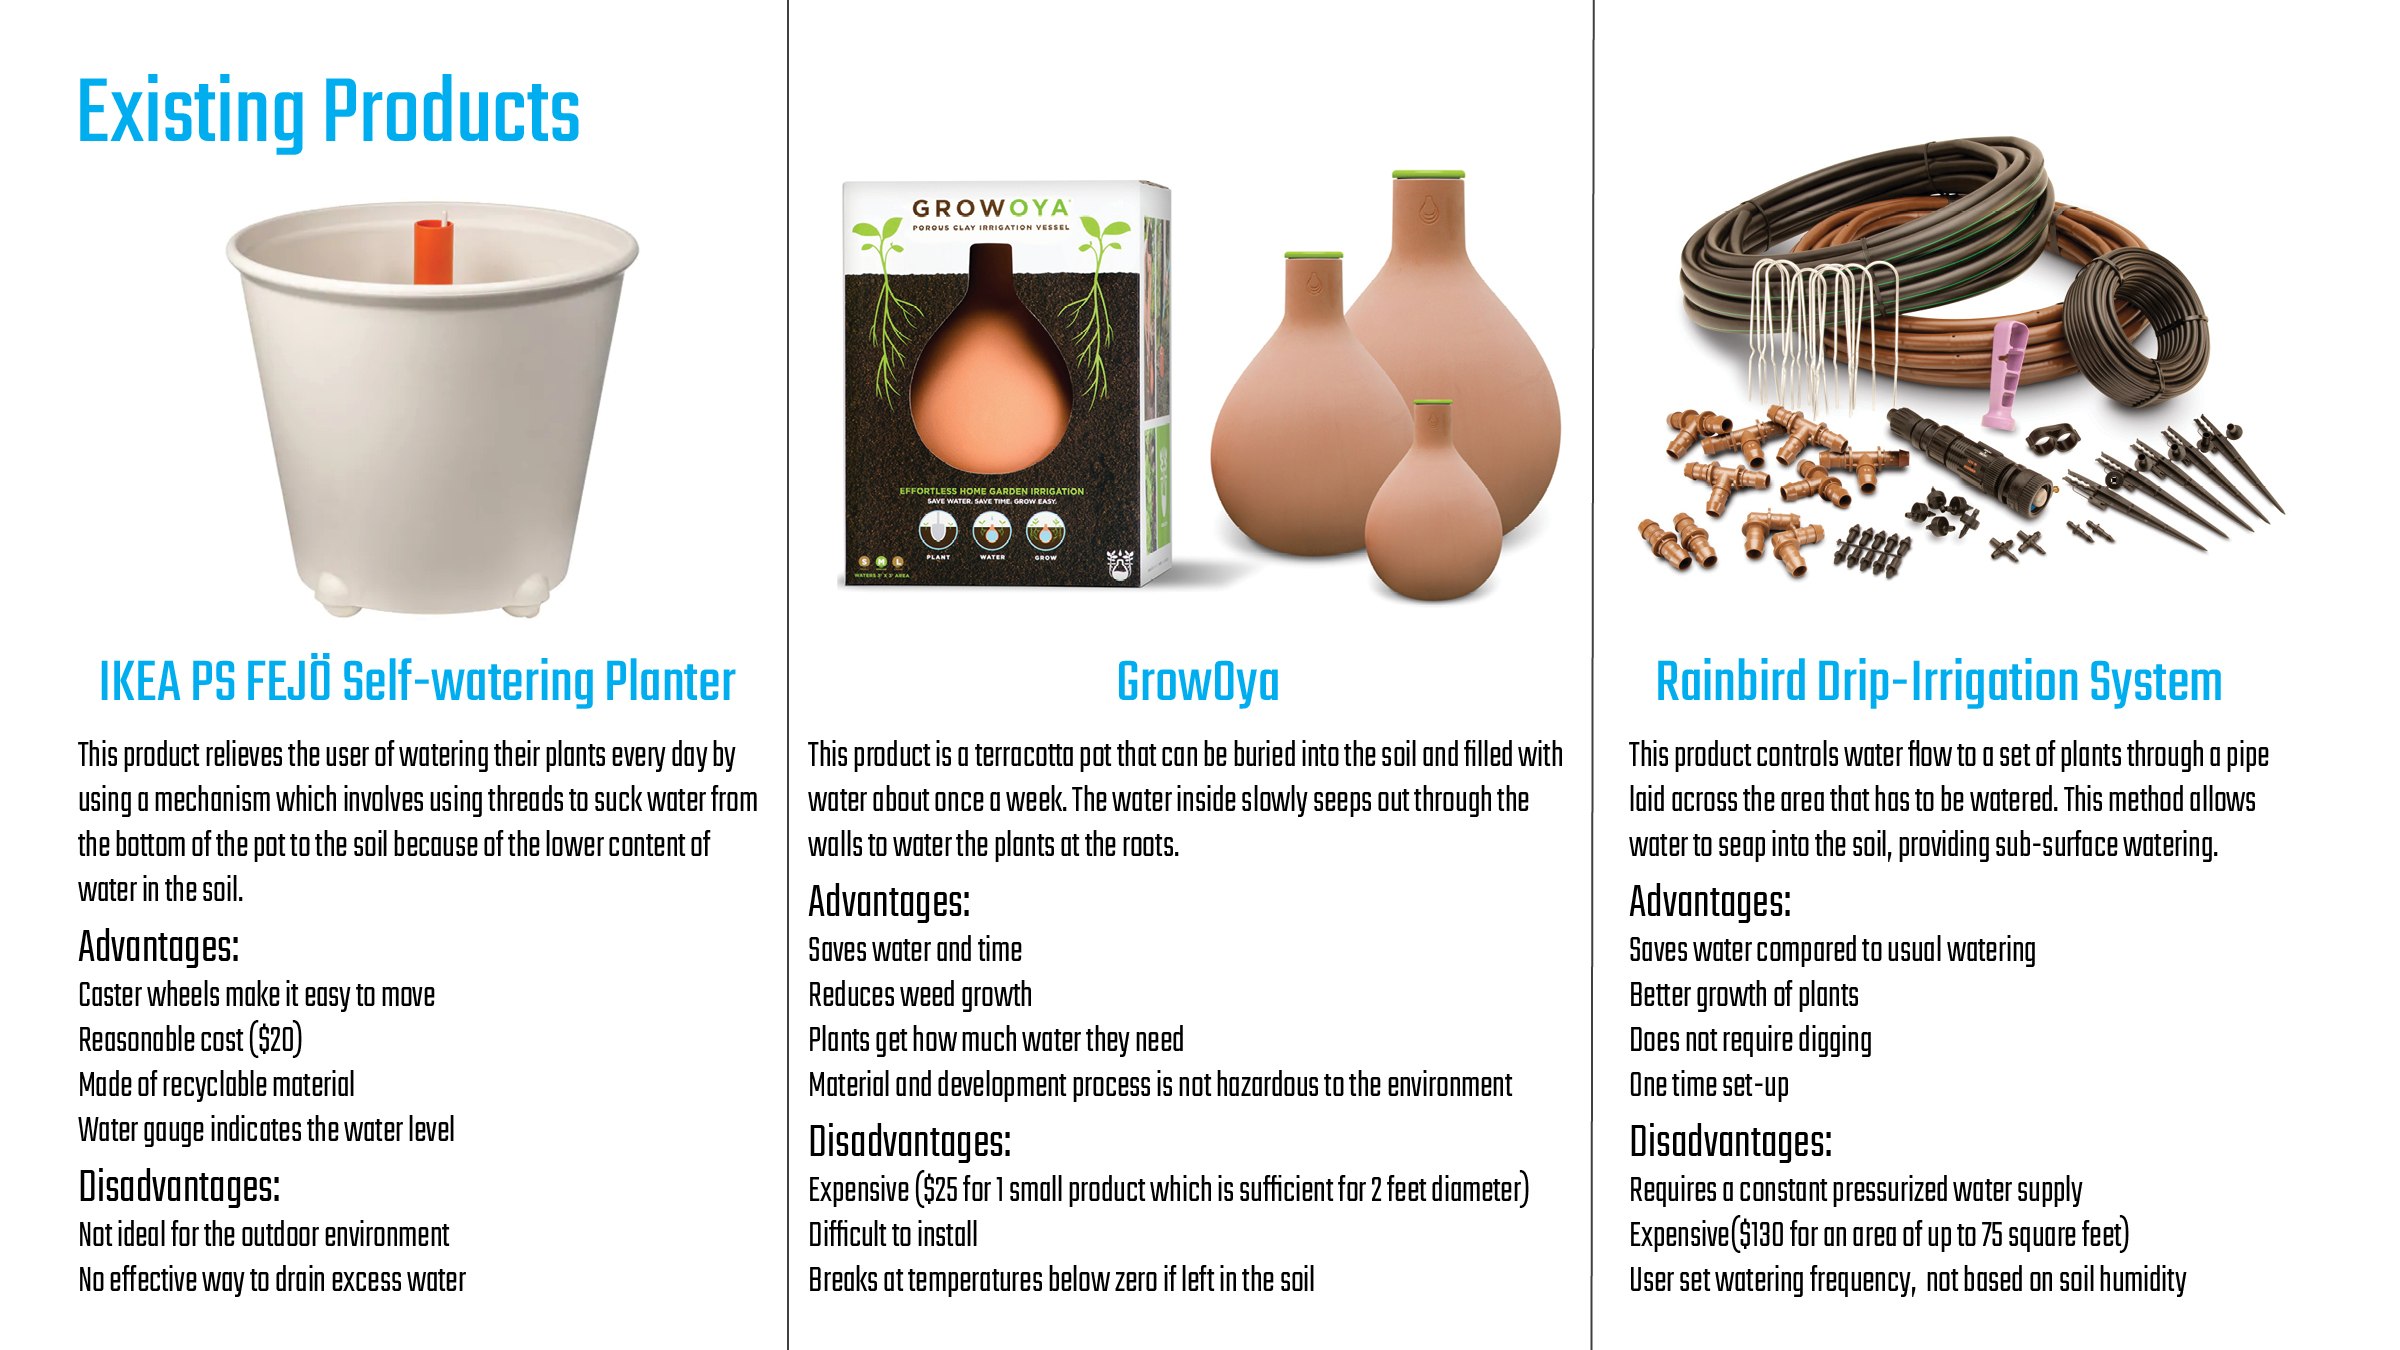 Existing Products
IKEA PS FEJÖ Self-watering Planter
This product relieves the user of watering their plants every day by
using a mechanism which involves using threads to suck water from
the bottom of the pot to the soil because of the lower content of
water in the soil.
Advantages:
Caster wheels make it easy to move
Reasonable cost ($20)
Made of recyclable material
Water gauge indicates the water level
Disadvantages:
Not ideal for the outdoor environment
No effective way to drain excess water
GROWOYA
POROUS CLAY IRRIGATION VESSEL
EFFORTLESS HOME GARDEN IRRIGATION
SAVE WATER. SAVE TIME. GROW EASY.
PLANT WATER GROW
S M L
WATERS 3' X 3' AREA
GrowOya
This product is a terracotta pot that can be buried into the soil and filled with
water about once a week. The water inside slowly seeps out through the
walls to water the plants at the roots.
Advantages:
Saves water and time
Reduces weed growth
Plants get how much water they need
Material and development process is not hazardous to the environment
Disadvantages:
Expensive ($25 for 1 small product which is sufficient for 2 feet diameter)
Difficult to install
Breaks at temperatures below zero if left in the soil
Rainbird Drip-Irrigation System
This product controls water flow to a set of plants through a pipe
laid across the area that has to be watered. This method allows
water to seap into the soil, providing sub-surface watering.
Advantages:
Saves water compared to usual watering
Better growth of plants
Does not require digging
One time set-up
Disadvantages:
Requires a constant pressurized water supply
Expensive($130 for an area of up to 75 square feet)
User set watering frequency, not based on soil humidity